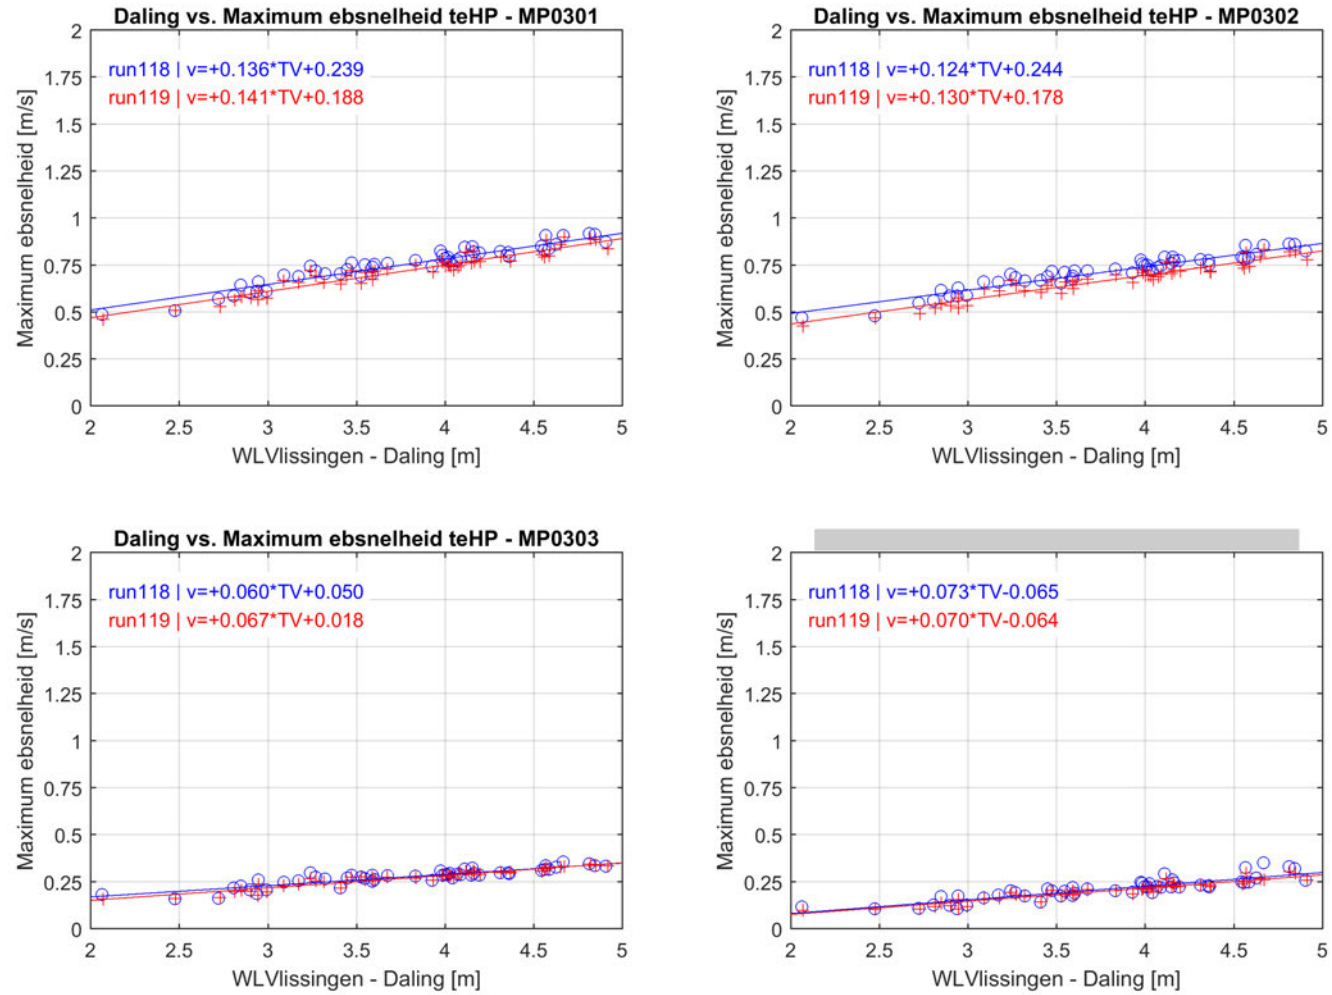 Daling vs. Maximum ebsnelheid teHP - MP0301
2
1.75
1.5
1.25
1
0.75
0.5
0.25
0
run118 | v=+0.136*TV+0.239
run119 | v=+0.141*TV+0.188
Maximum ebsnelheid [m/s]
2 2.5 3 3.5 4 4.5 5
WLVlissingen - Daling [m]
Daling vs. Maximum ebsnelheid teHP - MP0302
2
1.75
1.5
1.25
1
0.75
0.5
0.25
0
run118 | v=+0.124*TV+0.244
run119 | v=+0.130*TV+0.178
Maximum ebsnelheid [m/s]
2 2.5 3 3.5 4 4.5 5
WLVlissingen - Daling [m]
Daling vs. Maximum ebsnelheid teHP - MP0303
2
1.75
1.5
1.25
1
0.75
0.5
0.25
0
run118 | v=+0.060*TV+0.050
run119 | v=+0.067*TV+0.018
Maximum ebsnelheid [m/s]
2 2.5 3 3.5 4 4.5 5
WLVlissingen - Daling [m]
2
1.75
1.5
1.25
1
0.75
0.5
0.25
0
run118 | v=+0.073*TV-0.065
run119 | v=+0.070*TV-0.064
Maximum ebsnelheid [m/s]
2 2.5 3 3.5 4 4.5 5
WLVlissingen - Daling [m]